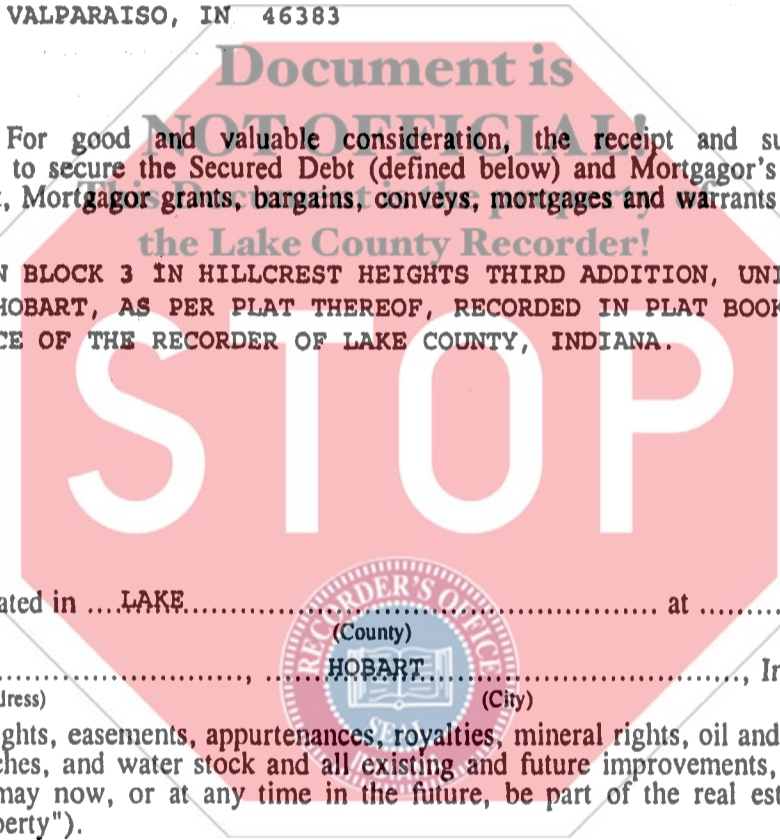 VALPARAISO, IN 46383
Document is
NOT OFFICIAL!
For good and valuable consideration, the receipt and su
to secure the Secured Debt (defined below) and Mortgagor's
, Mortgagor grants, bargains, conveys, mortgages and warrants
This Document is the property of
the Lake County Recorder!
N BLOCK 3 IN HILLCREST HEIGHTS THIRD ADDITION, UNI
HOBART, AS PER PLAT THEREOF, RECORDED IN PLAT BOOK
CE OF THE RECORDER OF LAKE COUNTY, INDIANA.
STOP
ated in ....LAKE.................... at ..........
(County)
...................., ........HOBART...................., In
dress) (City)
RECORDER'S OFFICE
SEAL
ghts, easements, appurtenances, royalties, mineral rights, oil and
ches, and water stock and all existing and future improvements,
may now, or at any time in the future, be part of the real est
perty").